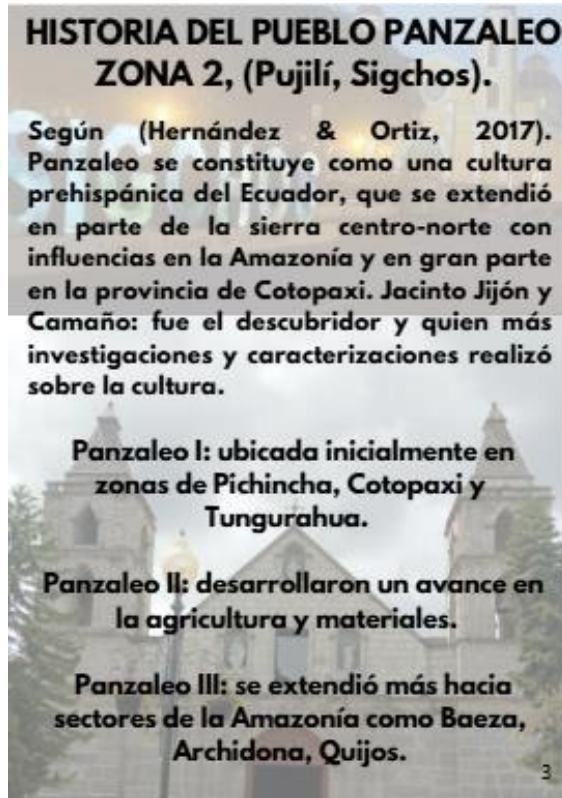 HISTORIA DEL PUEBLO PANZALEO
ZONA 2, (Pujilí, Sigchos).
Según (Hernández & Ortiz, 2017).
Panzaleo se constituye como una cultura
prehispánica del Ecuador, que se extendió
en parte de la sierra centro-norte con
influencias en la Amazonía y en gran parte
en la provincia de Cotopaxi. Jacinto Jijón y
Camaño: fue el descubridor y quien más
investigaciones y caracterizaciones realizó
sobre la cultura.
Panzaleo I: ubicada inicialmente en
zonas de Pichincha, Cotopaxi y
Tungurahua.
Panzaleo II: desarrollaron un avance en
la agricultura y materiales.
Panzaleo III: se extendió más hacia
sectores de la Amazonía como Baeza,
Archidona, Quijos.
3